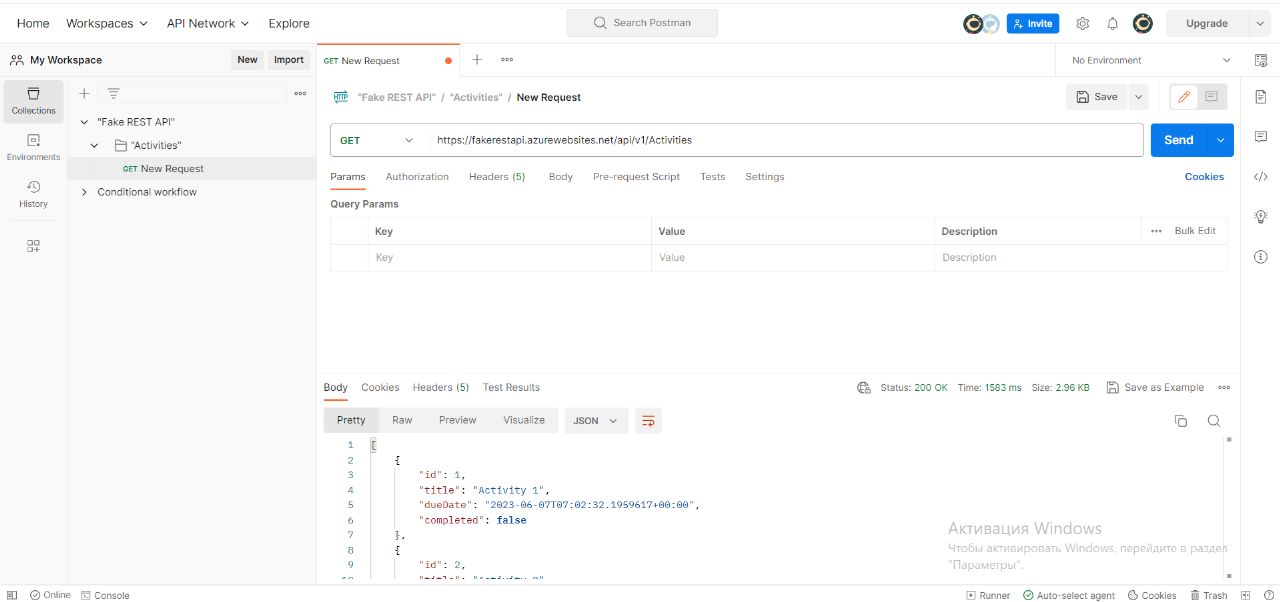 Home Workspaces API Network Explore Search Postman Invite Upgrade
My Workspace New Import GET New Request No Environment
Collections
Environments
History
"Fake REST API"
"Activities"
GET New Request
Conditional workflow
HTTP "Fake REST API" / "Activities" / New Request Save
GET https://fakerestapi.azurewebsites.net/api/v1/Activities Send
Params Authorization Headers (5) Body Pre-request Script Tests Settings Cookies
Query Params
Key Value Description Bulk Edit
Key Value Description
Body Cookies Headers (5) Test Results Status: 200 OK Time: 1583 ms Size: 2.96 KB Save as Example
Pretty Raw Preview Visualize JSON
1 [
2 {
3 "id": 1,
4 "title": "Activity 1",
5 "dueDate": "2023-06-07T07:02:32.1959617+00:00",
6 "completed": false
7 },
8 {
9 "id": 2,
Активация Windows
Чтобы активировать Windows, перейдите в раздел
"Параметры".
Online Console Runner Auto-select agent Cookies Trash